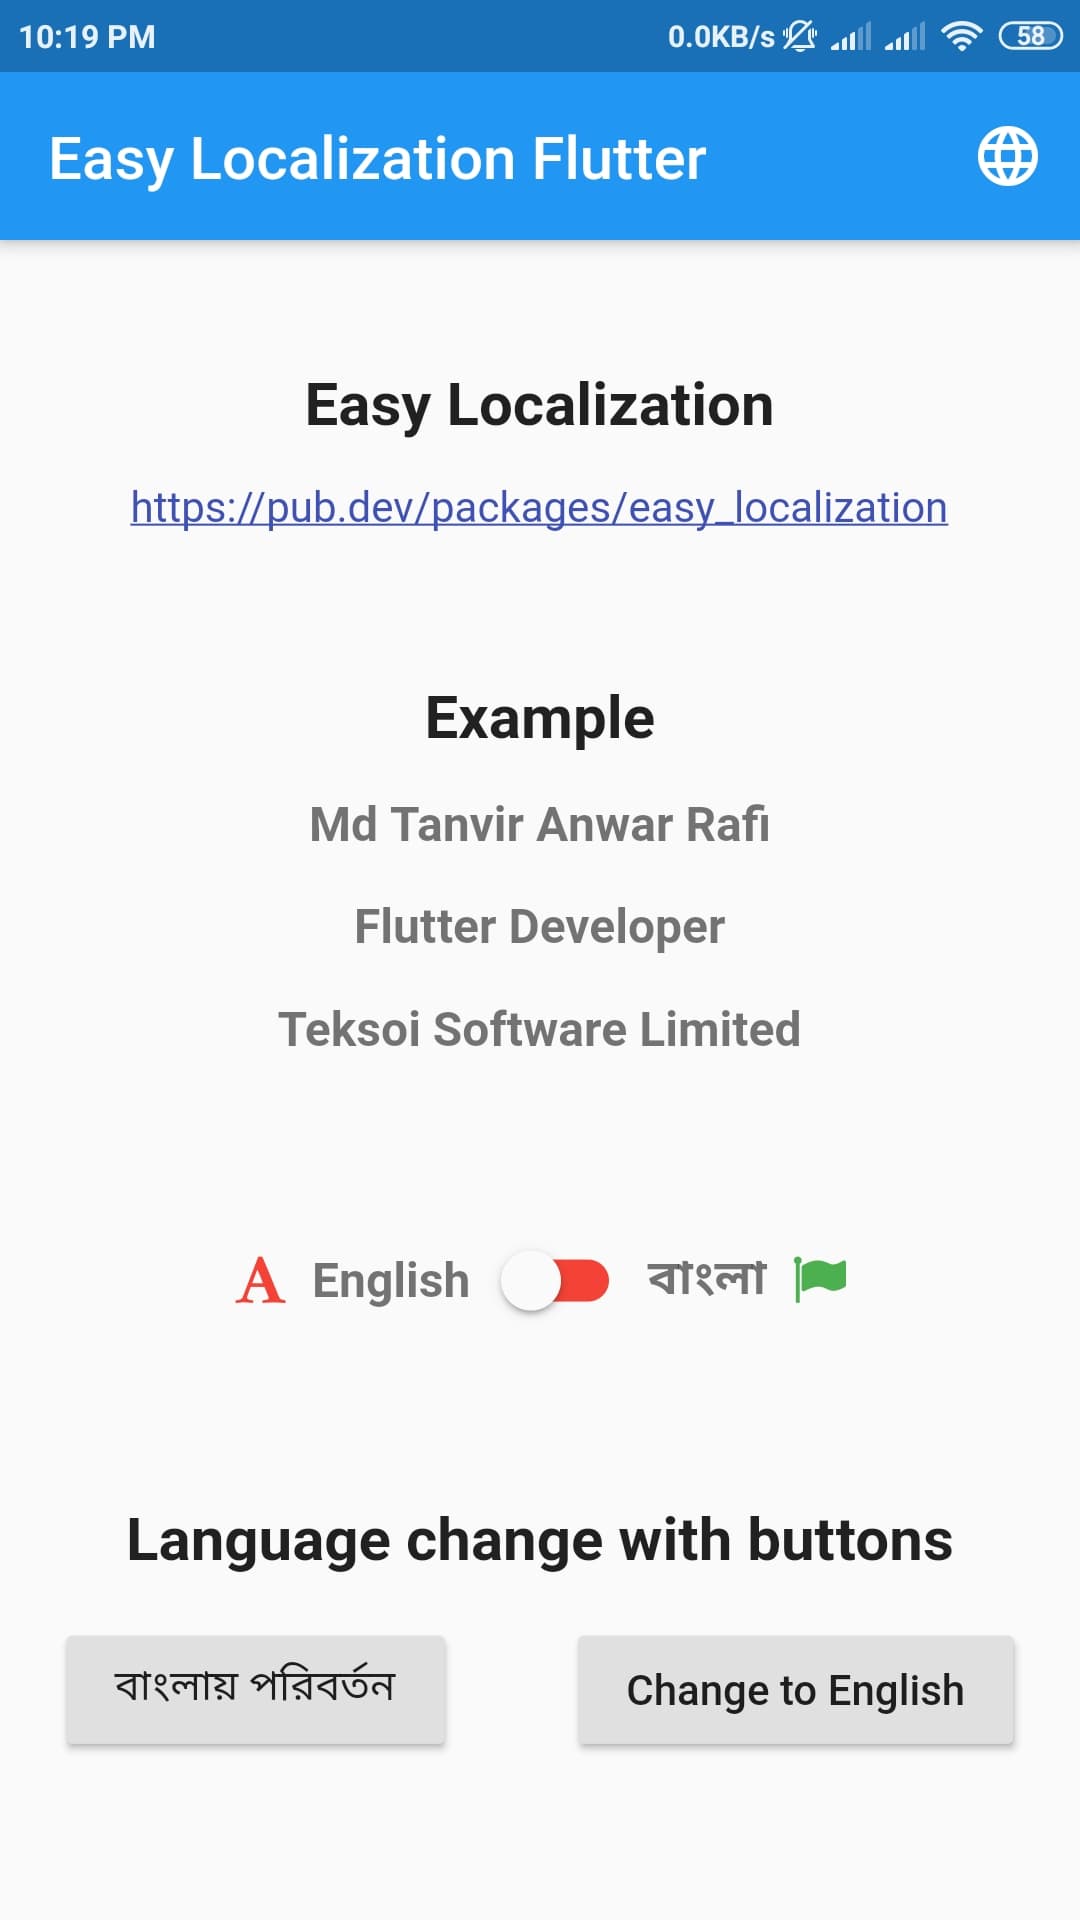 10:19 PM 0.0KB/s 58
Easy Localization Flutter
Easy Localization
https://pub.dev/packages/easy_localization
Example
Md Tanvir Anwar Rafi
Flutter Developer
Teksoi Software Limited
A English বাংলা
Language change with buttons
বাংলায় পরিবর্তন Change to English